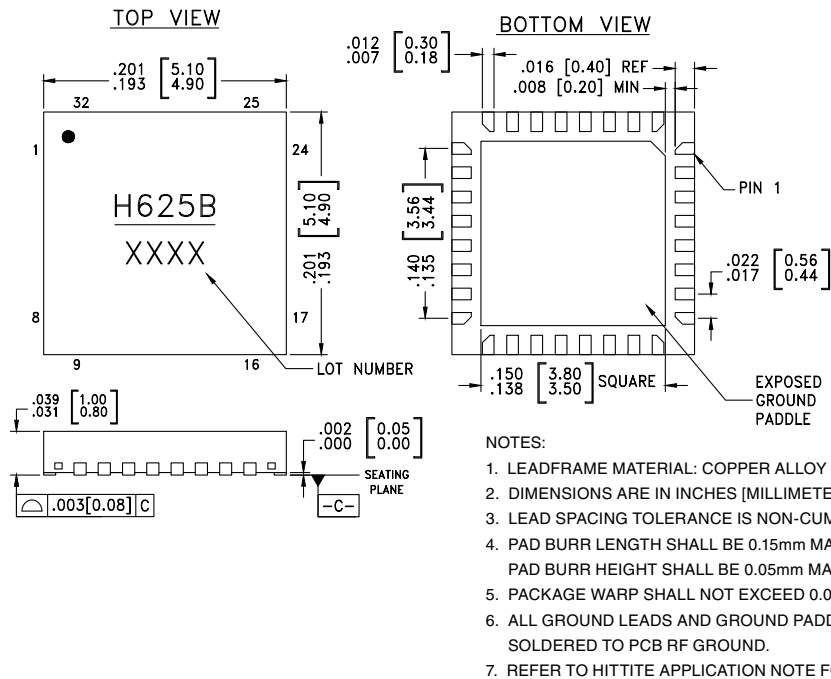 TOP VIEW
.201 [5.10]
.193 [4.90]
32 25
1 24
H625B
XXXX
8 17
9 16
[5.10]
[4.90]
.201
.193
LOT NUMBER
BOTTOM VIEW
.012 [0.30]
.007 [0.18]
.016 [0.40] REF
.008 [0.20] MIN
PIN 1
[3.56]
[3.44]
.140
.135
.022 [0.56]
.017 [0.44]
.150 [3.80]
.138 [3.50] SQUARE
EXPOSED
GROUND
PADDLE
.039 [1.00]
.031 [0.80]
.002 [0.05]
.000 [0.00]
SEATING
PLANE
.003[0.08] C
-C-
NOTES:
1. LEADFRAME MATERIAL: COPPER ALLOY
2. DIMENSIONS ARE IN INCHES [MILLIMETE
3. LEAD SPACING TOLERANCE IS NON-CUM
4. PAD BURR LENGTH SHALL BE 0.15mm MA
PAD BURR HEIGHT SHALL BE 0.05mm MA
5. PACKAGE WARP SHALL NOT EXCEED 0.0
6. ALL GROUND LEADS AND GROUND PADD
SOLDERED TO PCB RF GROUND.
7. REFER TO HITTITE APPLICATION NOTE FO